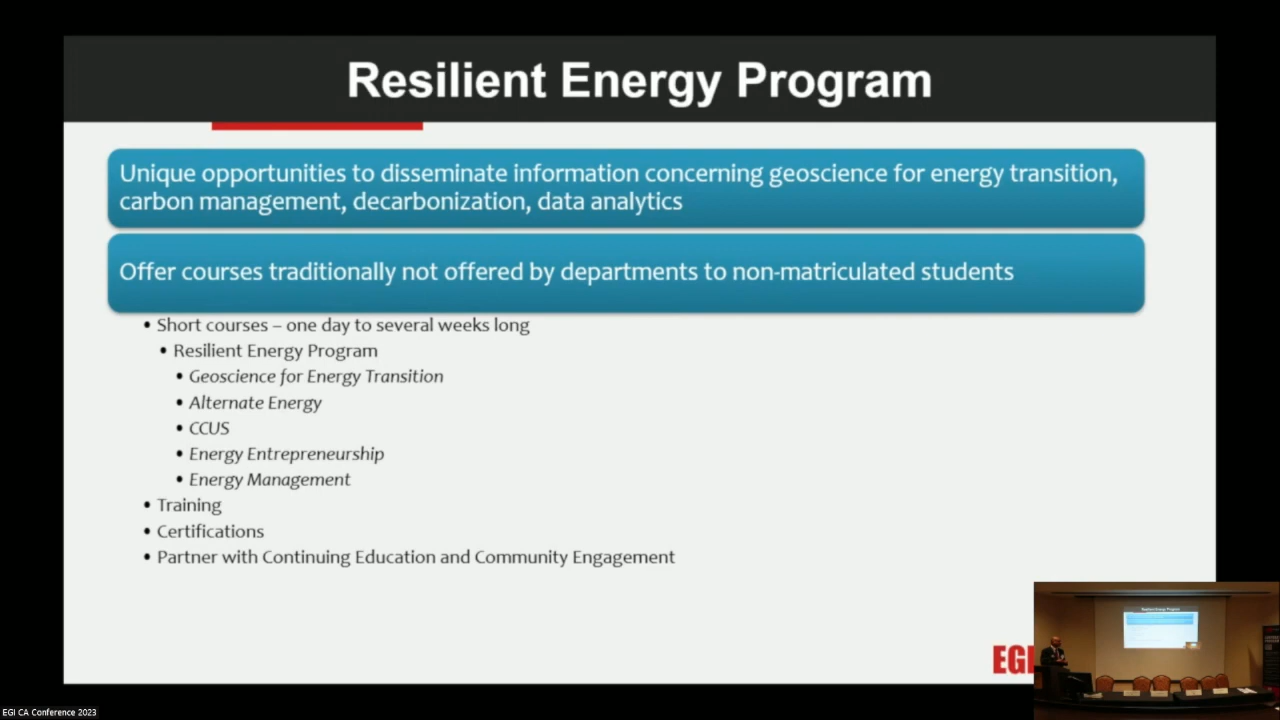 Resilient Energy Program
Unique opportunities to disseminate information concerning geoscience for energy transition,
carbon management, decarbonization, data analytics
Offer courses traditionally not offered by departments to non-matriculated students
• Short courses – one day to several weeks long
• Resilient Energy Program
• Geoscience for Energy Transition
• Alternate Energy
• CCUS
• Energy Entrepreneurship
• Energy Management
• Training
• Certifications
• Partner with Continuing Education and Community Engagement
EGI
Resilient Energy Program
EGI CA Conference 2023